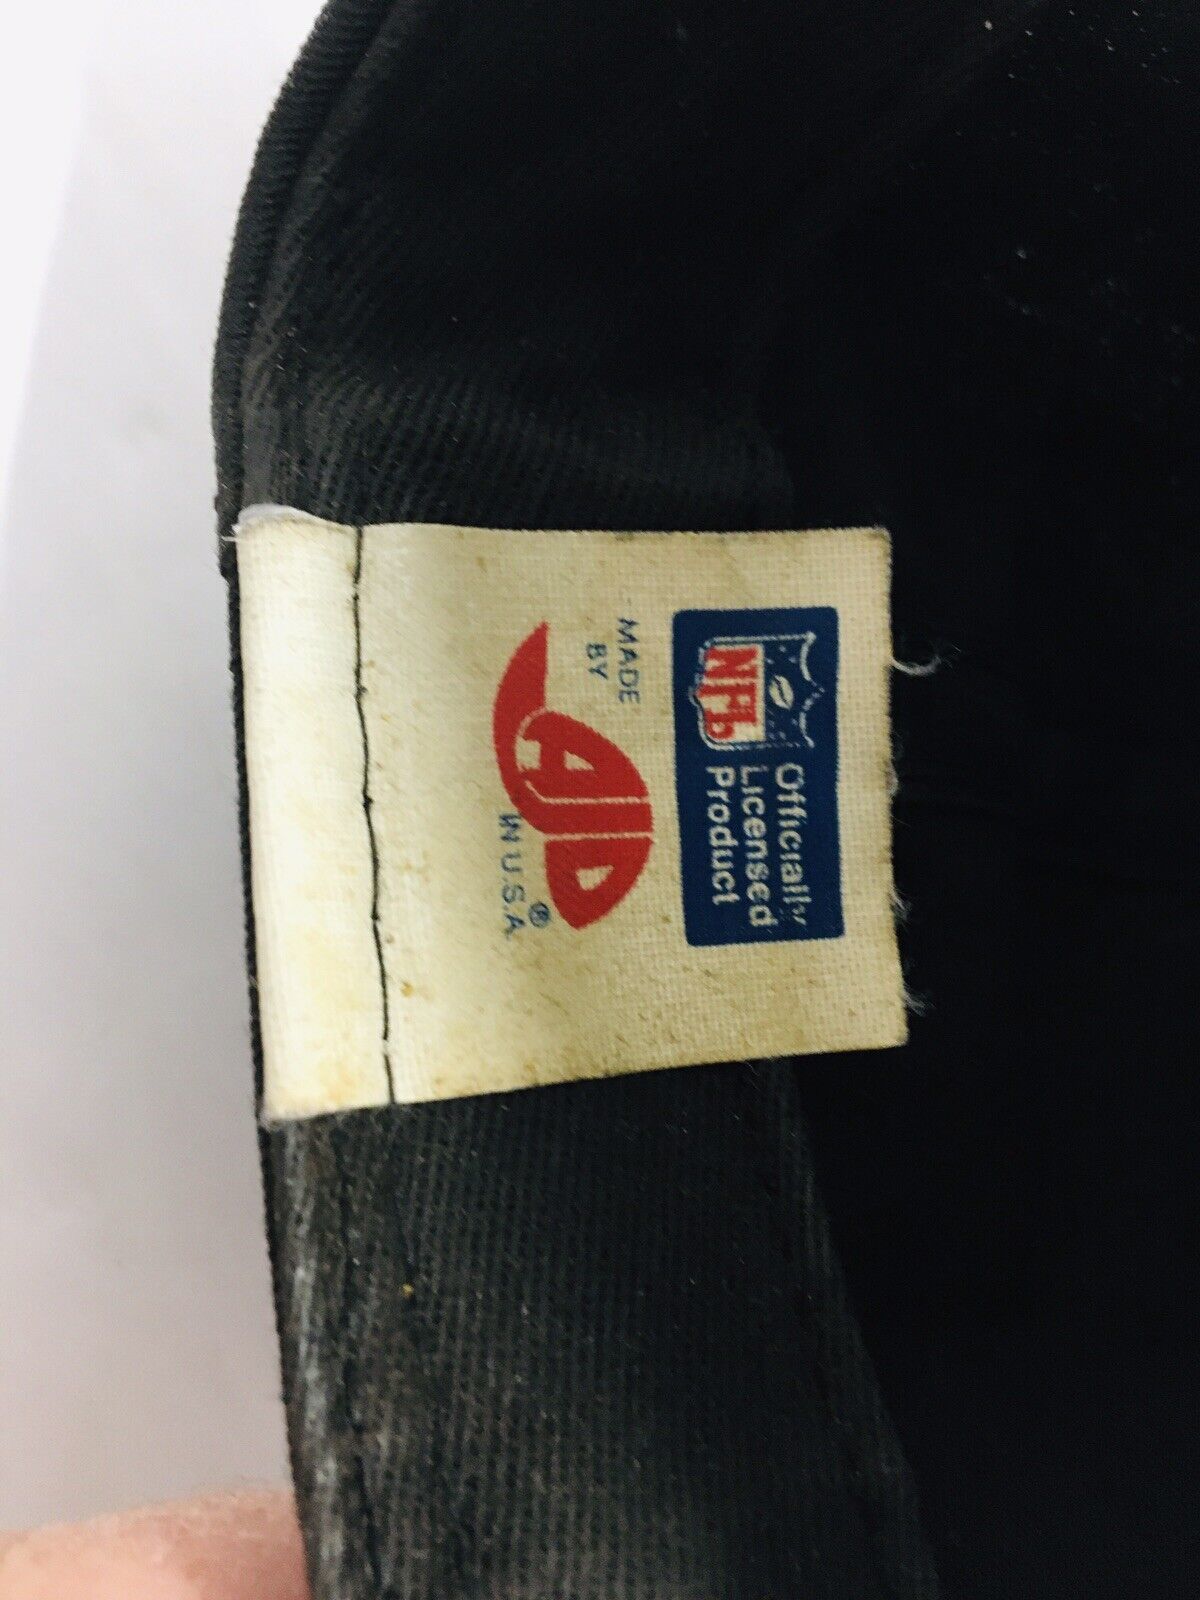 NFL
Officially
Licensed
Product
MADE
BY
AJD
®
IN U.S.A.